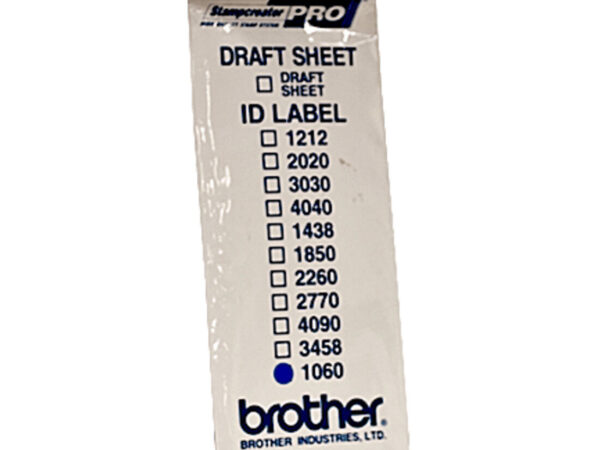 Stampcreator PRO
DRAFT SHEET
DRAFT
SHEET
ID LABEL
1212
2020
3030
4040
1438
1850
2260
2770
4090
3458
1060
brother®
BROTHER INDUSTRIES, LTD.